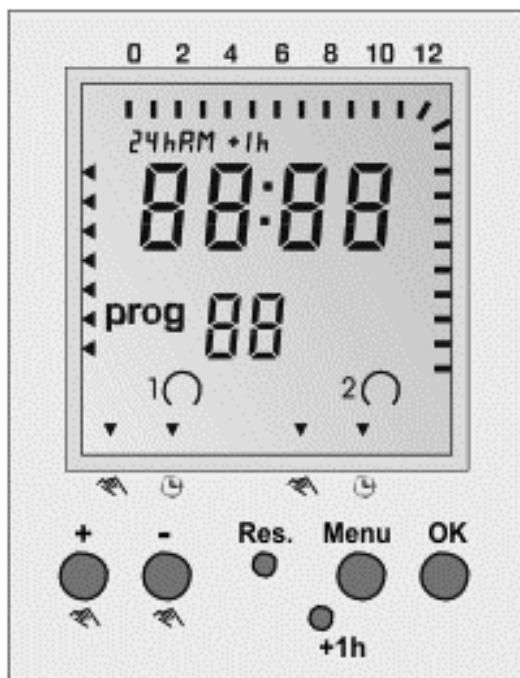 0 2 4 6 8 10 12
24hAM +1h
88:88
prog 88
1 2
+ - Res. Menu OK
+1h